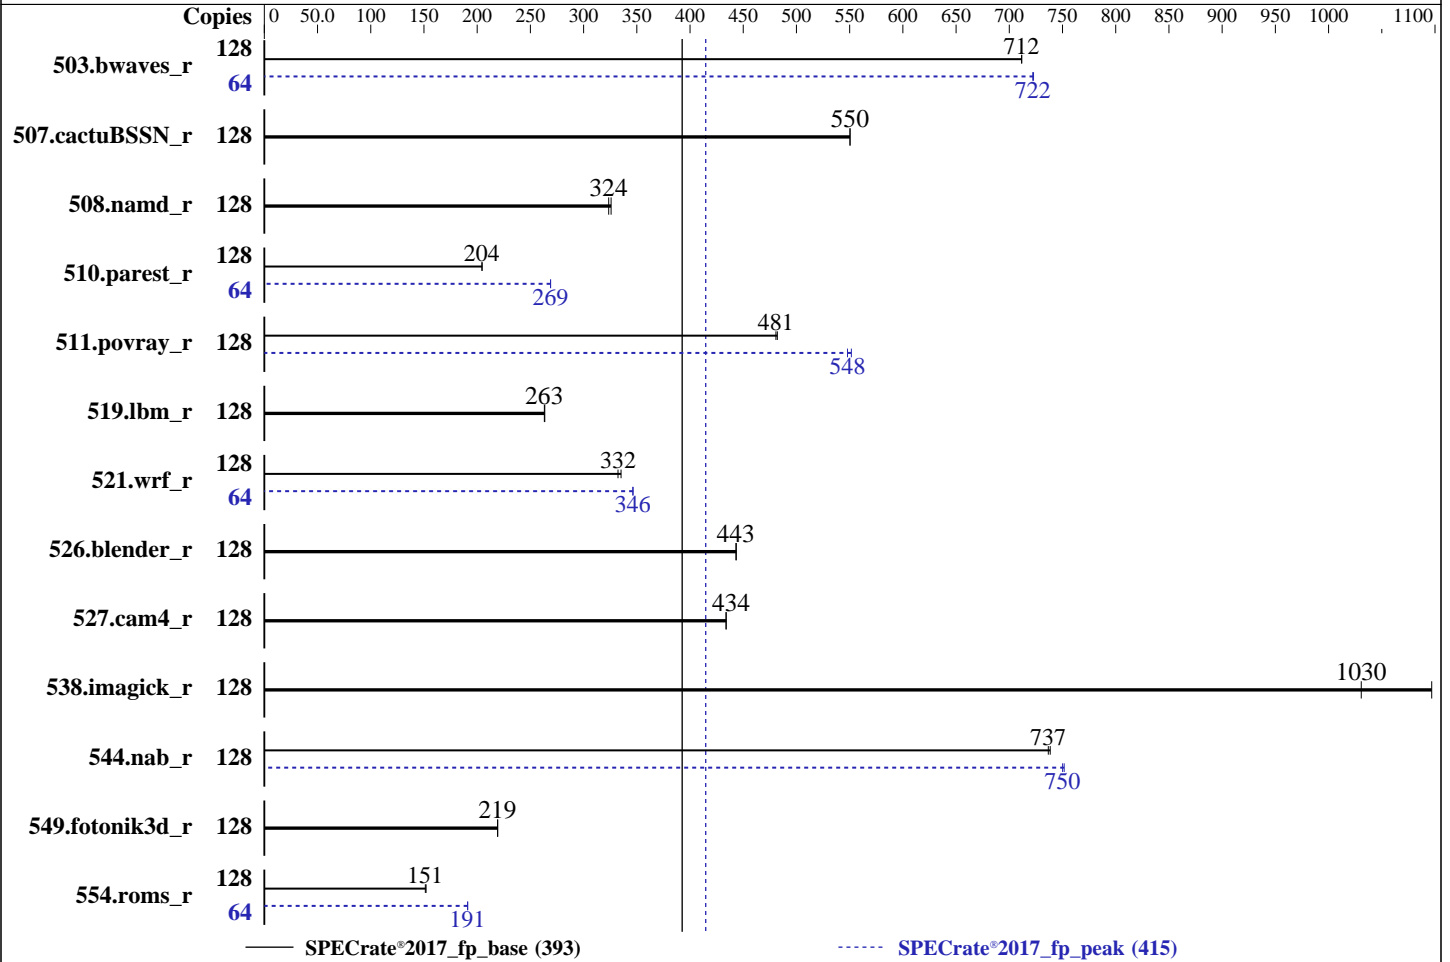 Copies 0 50.0 100 150 200 250 300 350 400 450 500 550 600 650 700 750 800 850 900 950 1000 1100
503.bwaves_r 128 712
64 722
507.cactuBSSN_r 128 550
508.namd_r 128 324
510.parest_r 128 204
64 269
511.povray_r 128 481
548
519.lbm_r 128 263
521.wrf_r 128 332
64 346
526.blender_r 128 443
527.cam4_r 128 434
538.imagick_r 128 1030
544.nab_r 128 737
750
549.fotonik3d_r 128 219
554.roms_r 128 151
64 191
SPECrate®2017_fp_base (393) SPECrate®2017_fp_peak (415)